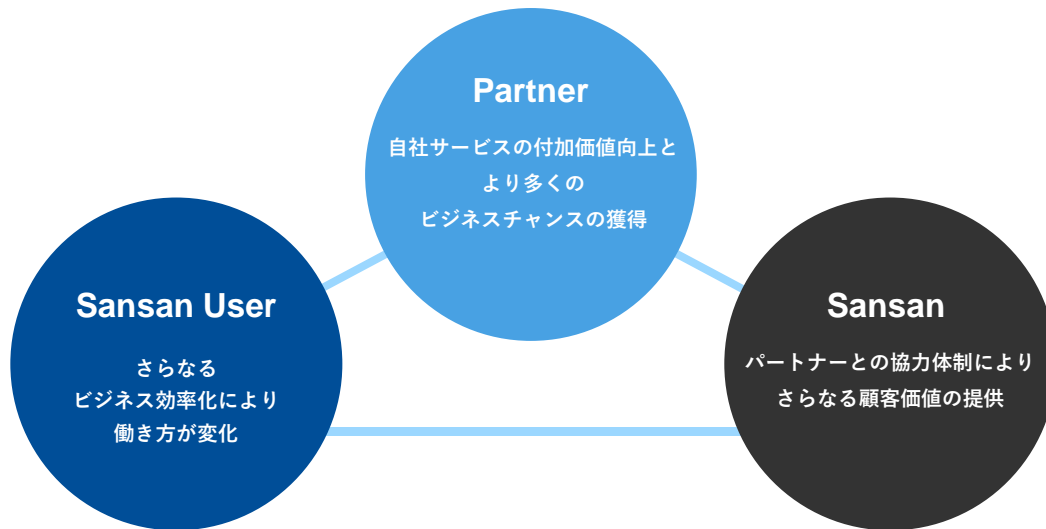 Partner
自社サービスの付加価値向上と
より多くの
ビジネスチャンスの獲得
Sansan User
さらなる
ビジネス効率化により
働き方が変化
Sansan
パートナーとの協力体制により
さらなる顧客価値の提供